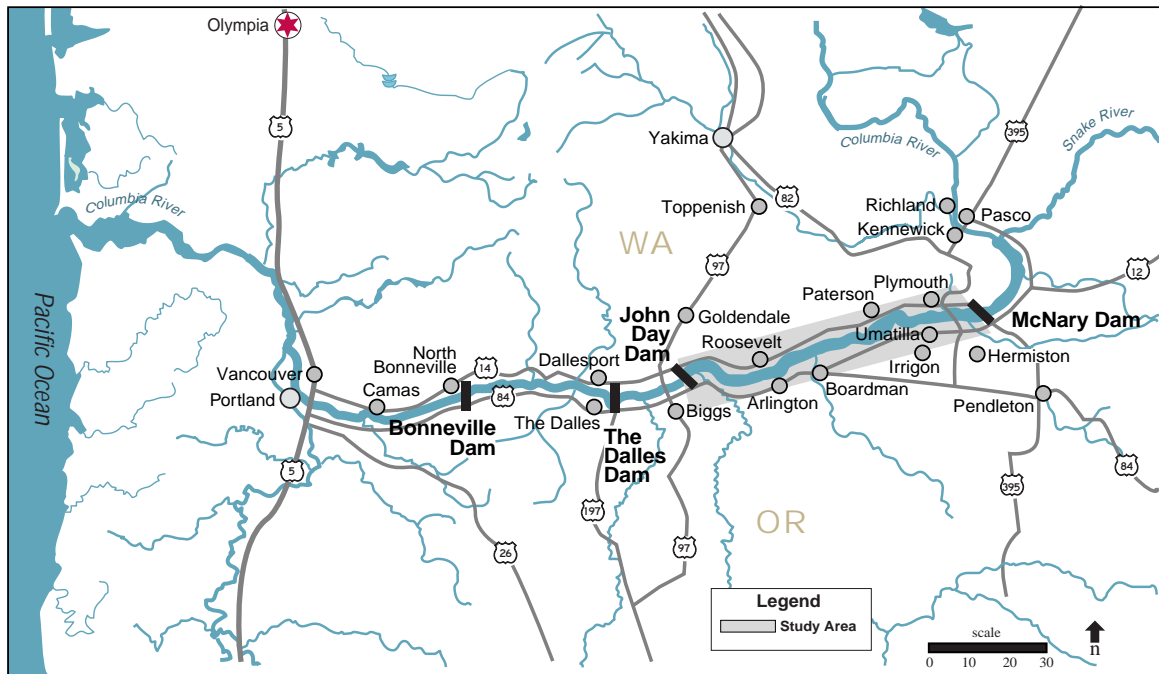 Olympia
5
395
Yakima
Columbia River
Snake River
Columbia River
82
Richland
Pasco
Toppenish
Kennewick
WA
97
12
Plymouth
Paterson
Pacific Ocean
John
Day
Dam
Goldendale
McNary Dam
Roosevelt
Umatilla
North
Bonneville
14
Dallesport
Hermiston
Irrigon
Vancouver
Camas
84
Boardman
Portland
Arlington
Pendleton
The Dalles
Biggs
Bonneville
Dam
The
Dalles
Dam
5
84
395
197
OR
26
97
Legend
Study Area
scale
0 10 20 30
n